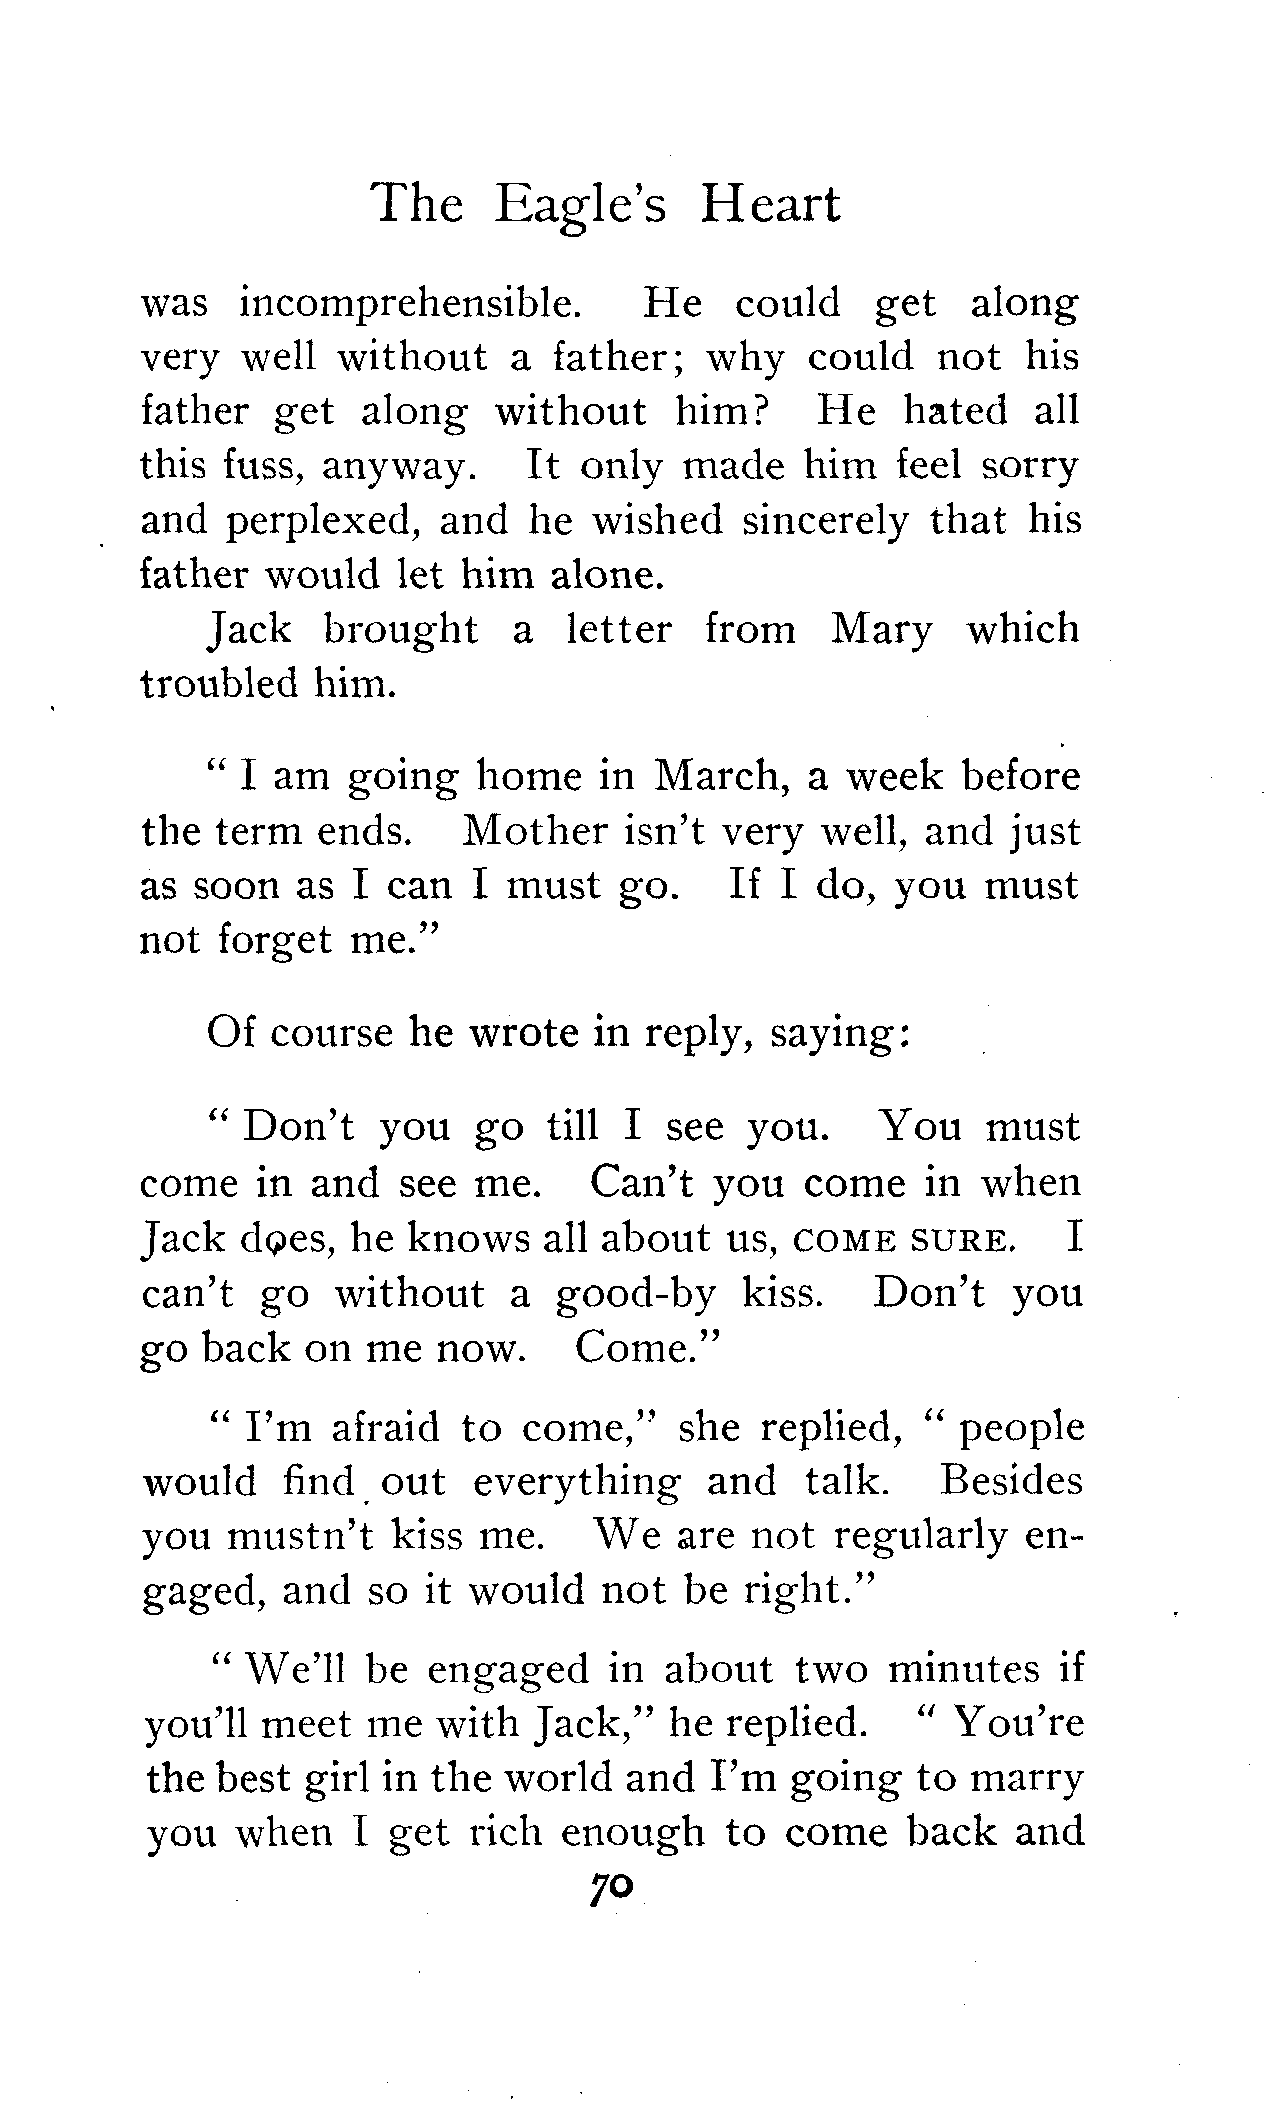 The Eagle's Heart
was incomprehensible. He could get along
very well without a father; why could not his
father get along without him? He hated all
this fuss, anyway. It only made him feel sorry
and perplexed, and he wished sincerely that his
father would let him alone.
Jack brought a letter from Mary which
troubled him.
" I am going home in March, a week before
the term ends. Mother isn't very well, and just
as soon as I can I must go. If I do, you must
not forget me."
Of course he wrote in reply, saying:
" Don't you go till I see you. You must
come in and see me. Can't you come in when
Jack does, he knows all about us, COME SURE. I
can't go without a good-by kiss. Don't you
go back on me now. Come."
" I'm afraid to come," she replied, " people
would find out everything and talk. Besides
you mustn't kiss me. We are not regularly en-
gaged, and so it would not be right."
" We'll be engaged in about two minutes if
you'll meet me with Jack," he replied. " You're
the best girl in the world and I'm going to marry
you when I get rich enough to come back and
70